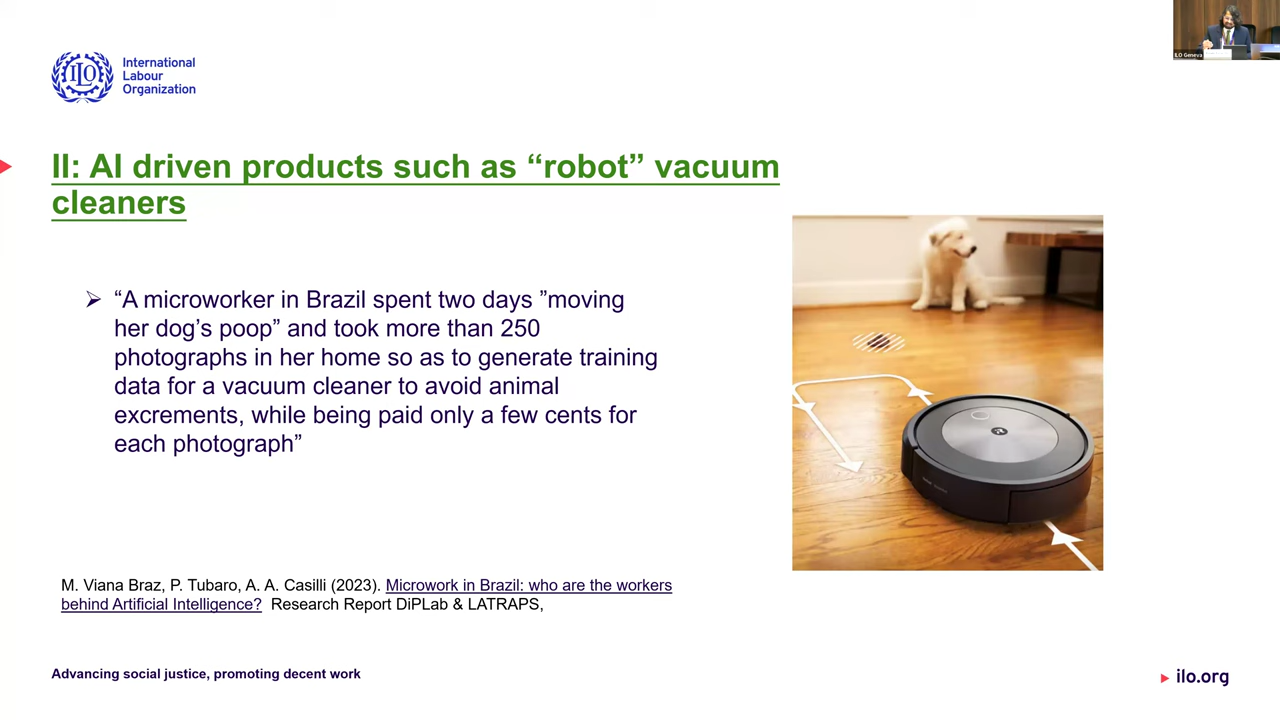 International
Labour
Organization
ILO
ILO Geneva
II: AI driven products such as “robot” vacuum
cleaners
➢ “A microworker in Brazil spent two days ”moving
her dog’s poop” and took more than 250
photographs in her home so as to generate training
data for a vacuum cleaner to avoid animal
excrements, while being paid only a few cents for
each photograph”
M. Viana Braz, P. Tubaro, A. A. Casilli (2023). Microwork in Brazil: who are the workers
behind Artificial Intelligence? Research Report DiPLab & LATRAPS,
Advancing social justice, promoting decent work
ilo.org